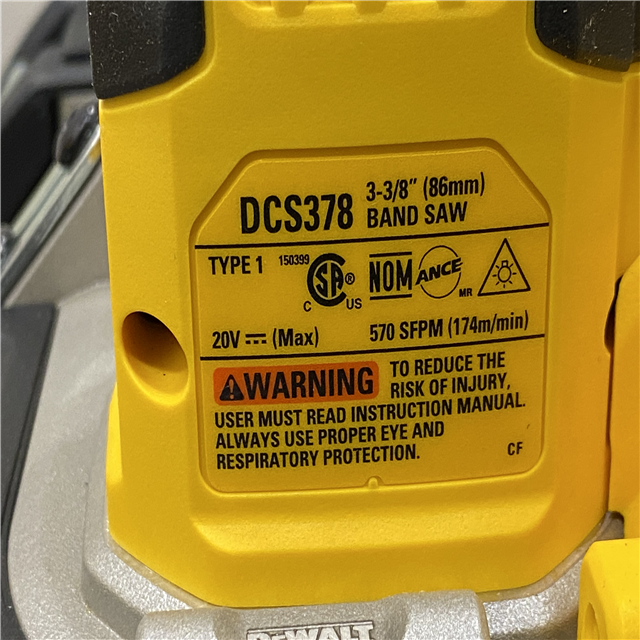 DCS378 3-3/8" (86mm)
BAND SAW
TYPE 1 150399 C SA® US NOM ANCE MR
20V ⎓ (Max) 570 SFPM (174m/min)
⚠WARNING TO REDUCE THE
RISK OF INJURY,
USER MUST READ INSTRUCTION MANUAL.
ALWAYS USE PROPER EYE AND
RESPIRATORY PROTECTION. CF
DEWALT